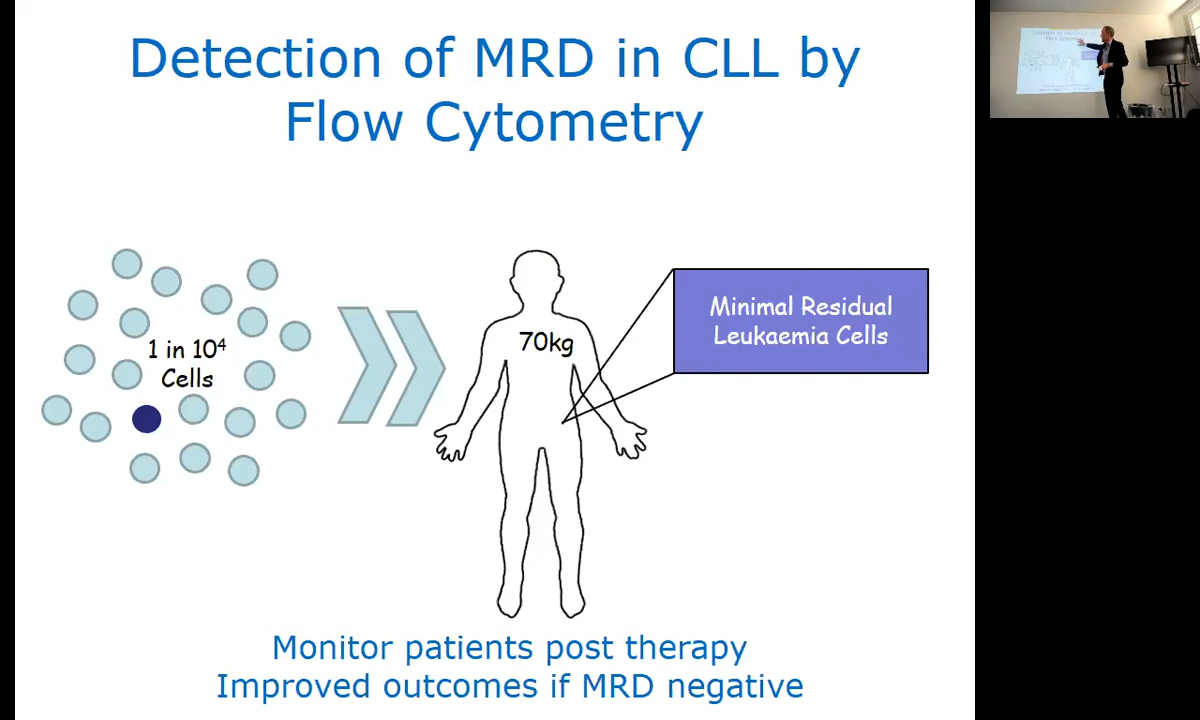 Detection of MRD in CLL by
Flow Cytometry
1 in 10⁴
Cells
70kg
Minimal Residual
Leukaemia Cells
Monitor patients post therapy
Improved outcomes if MRD negative